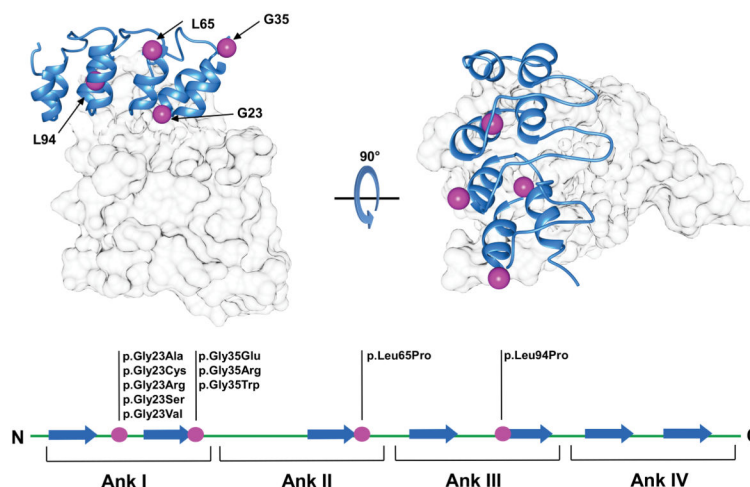 L65
G35
L94
G23
90°
p.Gly23Ala
p.Gly23Cys
p.Gly23Arg
p.Gly23Ser
p.Gly23Val
p.Gly35Glu
p.Gly35Arg
p.Gly35Trp
p.Leu65Pro
p.Leu94Pro
N
C
Ank I
Ank II
Ank III
Ank IV